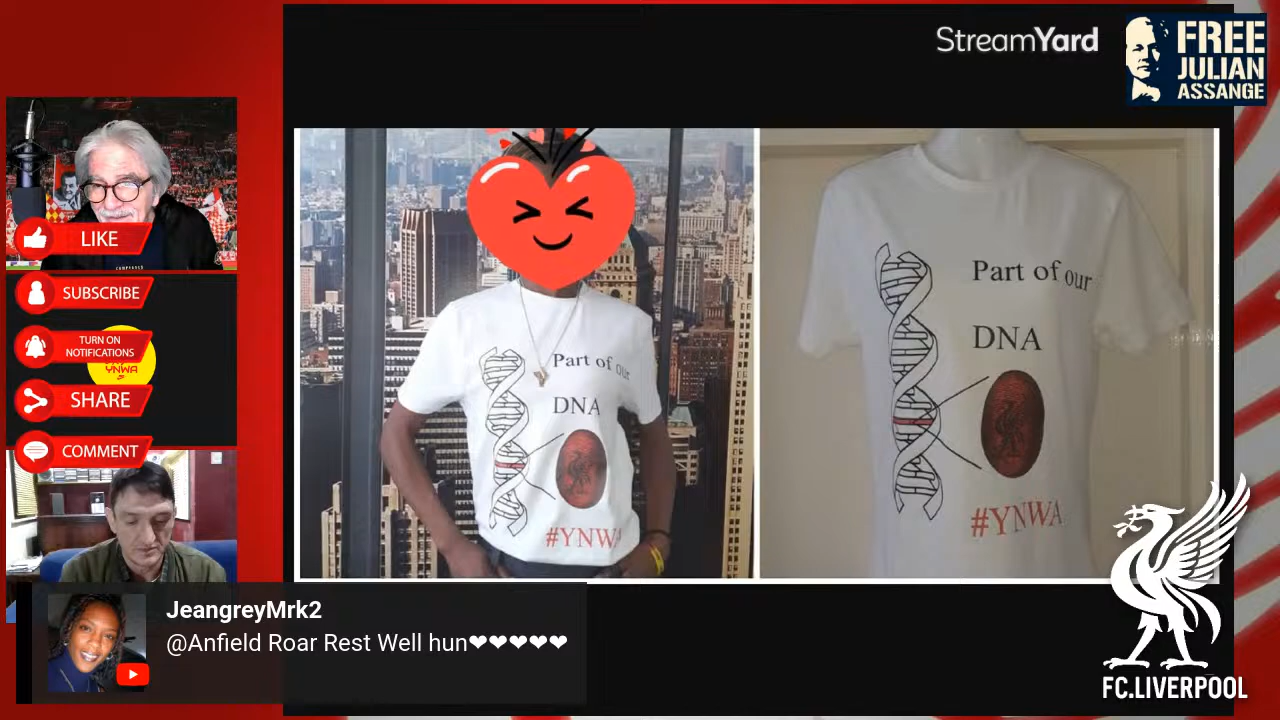 StreamYard
FREE
JULIAN
ASSANGE
LIKE
SUBSCRIBE
TURN ON
NOTIFICATIONS
YNWA
SHARE
COMMENT
Part of our
DNA
#YNWA
Part of our
DNA
#YNWA
JeangreyMrk2
@Anfield Roar Rest Well hun❤❤❤❤❤
FC.LIVERPOOL